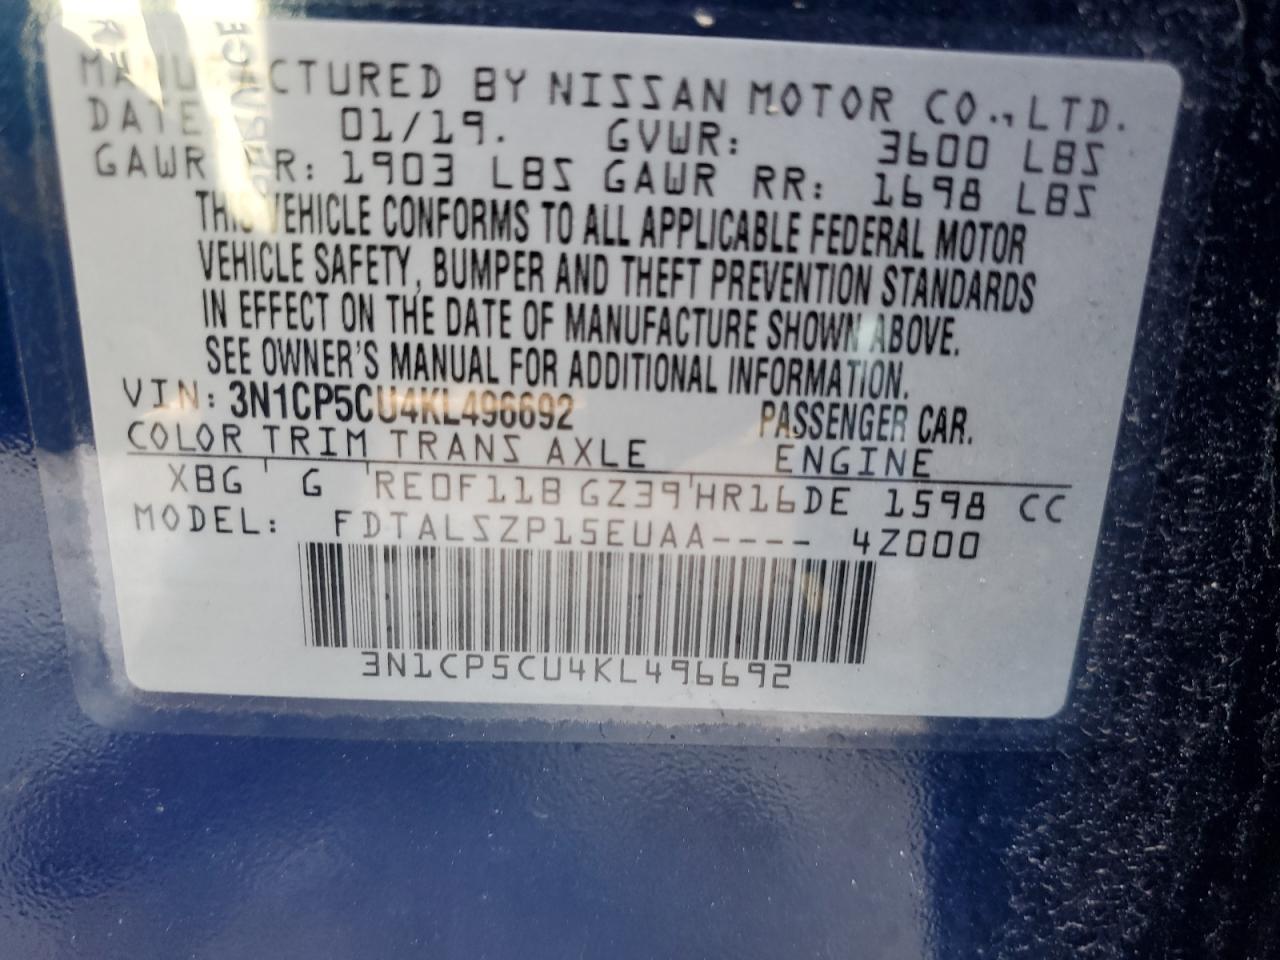 MANUFACTURED BY NISSAN MOTOR CO., LTD.
DATE 01/19. GVWR: 3600 LBS
GAWR FR: 1903 LBS GAWR RR: 1698 LBS
THIS VEHICLE CONFORMS TO ALL APPLICABLE FEDERAL MOTOR
VEHICLE SAFETY, BUMPER AND THEFT PREVENTION STANDARDS
IN EFFECT ON THE DATE OF MANUFACTURE SHOWN ABOVE.
SEE OWNER'S MANUAL FOR ADDITIONAL INFORMATION.
VIN: 3N1CP5CU4KL496692 PASSENGER CAR.
COLOR TRIM TRANS AXLE ENGINE
XBG G RE0F11B GZ39 HR16DE 1598 CC
MODEL: FDTALSZP15EUAA---- 4Z000
3N1CP5CU4KL496692